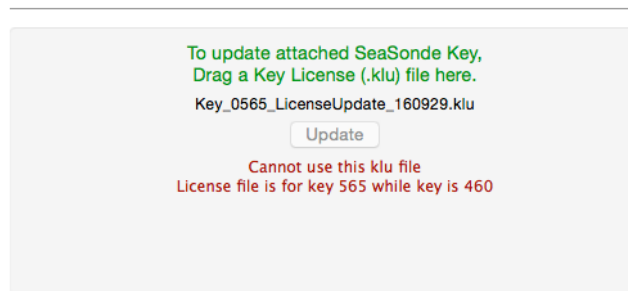 To update attached SeaSonde Key,
Drag a Key License (.klu) file here.
Key_0565_LicenseUpdate_160929.klu
Update
Cannot use this klu file
License file is for key 565 while key is 460